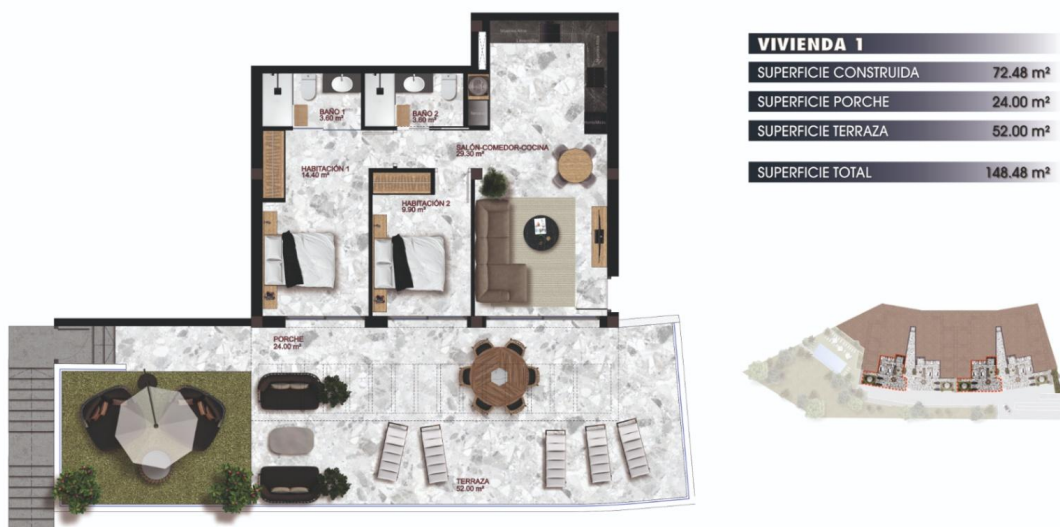 BAÑO 1
3.60 m²
BAÑO 2
3.60 m²
SALÓN-COMEDOR-COCINA
29.30 m²
HABITACIÓN 1
14.40 m²
HABITACIÓN 2
9.90 m²
PORCHE
24.00 m²
TERRAZA
52.00 m²
VIVIENDA 1
SUPERFICIE CONSTRUIDA 72.48 m²
SUPERFICIE PORCHE 24.00 m²
SUPERFICIE TERRAZA 52.00 m²
SUPERFICIE TOTAL 148.48 m²